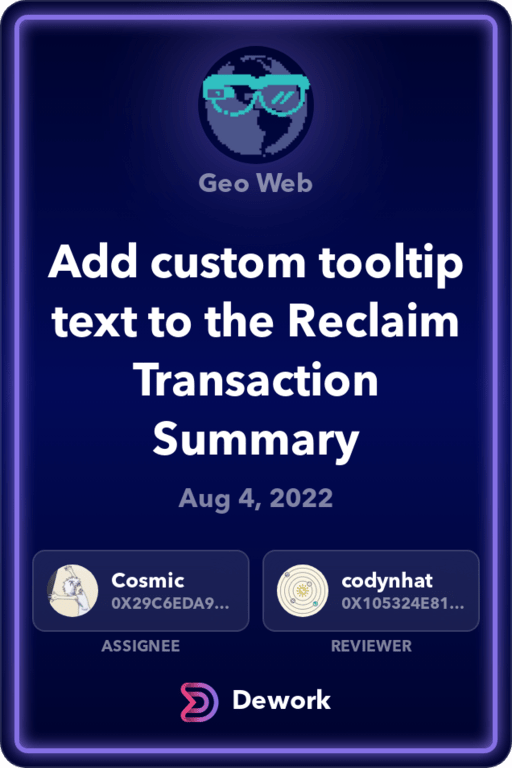 Geo Web
Add custom tooltip
text to the Reclaim
Transaction
Summary
Aug 4, 2022
Cosmic
0X29C6EDA9...
ASSIGNEE
codynhat
0X105324E81...
REVIEWER
Dework